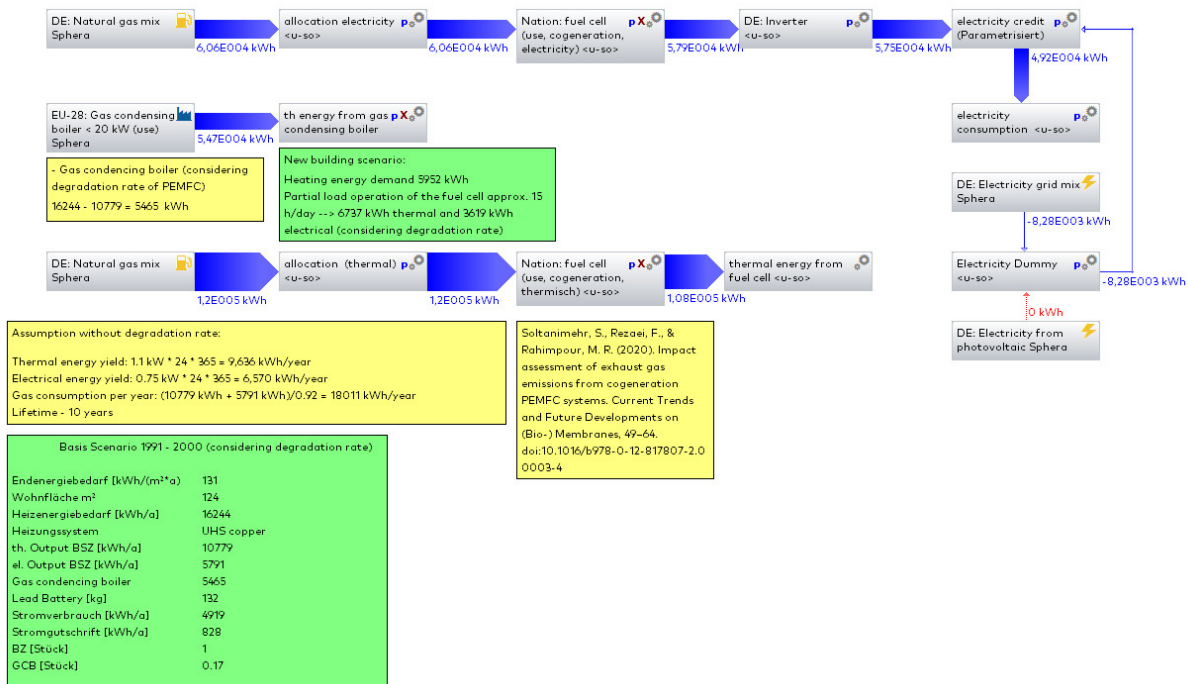 DE: Natural gas mix
Sphera
6,06E004 kWh
allocation electricity
<u-so>
6,06E004 kWh
Nation: fuel cell
(use, cogeneration,
electricity) <u-so>
5,79E004 kWh
DE: Inverter
<u-so>
5,75E004 kWh
electricity credit
(Parametrisiert)
4,92E004 kWh
EU-28: Gas condensing
boiler < 20 kW (use)
Sphera
5,47E004 kWh
th energy from gas
condensing boiler
electricity
consumption <u-so>
- Gas condencing boiler (considering
degradation rate of PEMFC)
16244 - 10779 = 5465 kWh
New building scenario:
Heating energy demand 5952 kWh
Partial load operation of the fuel cell approx. 15
h/day --> 6737 kWh thermal and 3619 kWh
electrical (considering degradation rate)
DE: Electricity grid mix
Sphera
-8,28E003 kWh
DE: Natural gas mix
Sphera
1,2E005 kWh
allocation (thermal)
<u-so>
1,2E005 kWh
Nation: fuel cell
(use, cogeneration,
thermisch) <u-so>
1,08E005 kWh
thermal energy from
fuel cell <u-so>
Electricity Dummy
<u-so>
-8,28E003 kWh
0 kWh
DE: Electricity from
photovoltaic Sphera
Assumption without degradation rate:
Thermal energy yield: 1.1 kW * 24 * 365 = 9,636 kWh/year
Electrical energy yield: 0.75 kW * 24 * 365 = 6,570 kWh/year
Gas consumption per year: (10779 kWh + 5791 kWh)/0.92 = 18011 kWh/year
Lifetime - 10 years
Soltanimehr, S., Rezaei, F., &
Rahimpour, M. R. (2020). Impact
assessment of exhaust gas
emissions from cogeneration
PEMFC systems. Current Trends
and Future Developments on
(Bio-) Membranes, 49–64.
doi:10.1016/b978-0-12-817807-2.0
0003-4
Basis Scenario 1991 - 2000 (considering degradation rate)
Endenergiebedarf [kWh/(m²*a) 131
Wohnfläche m² 124
Heizenergiebedarf [kWh/a] 16244
Heizungssystem UHS copper
th. Output BSZ [kWh/a] 10779
el. Output BSZ [kWh/a] 5791
Gas condencing boiler 5465
Lead Battery [kg] 132
Stromverbrauch [kWh/a] 4919
Stromgutschrift [kWh/a] 828
BZ [Stück] 1
GCB [Stück] 0.17